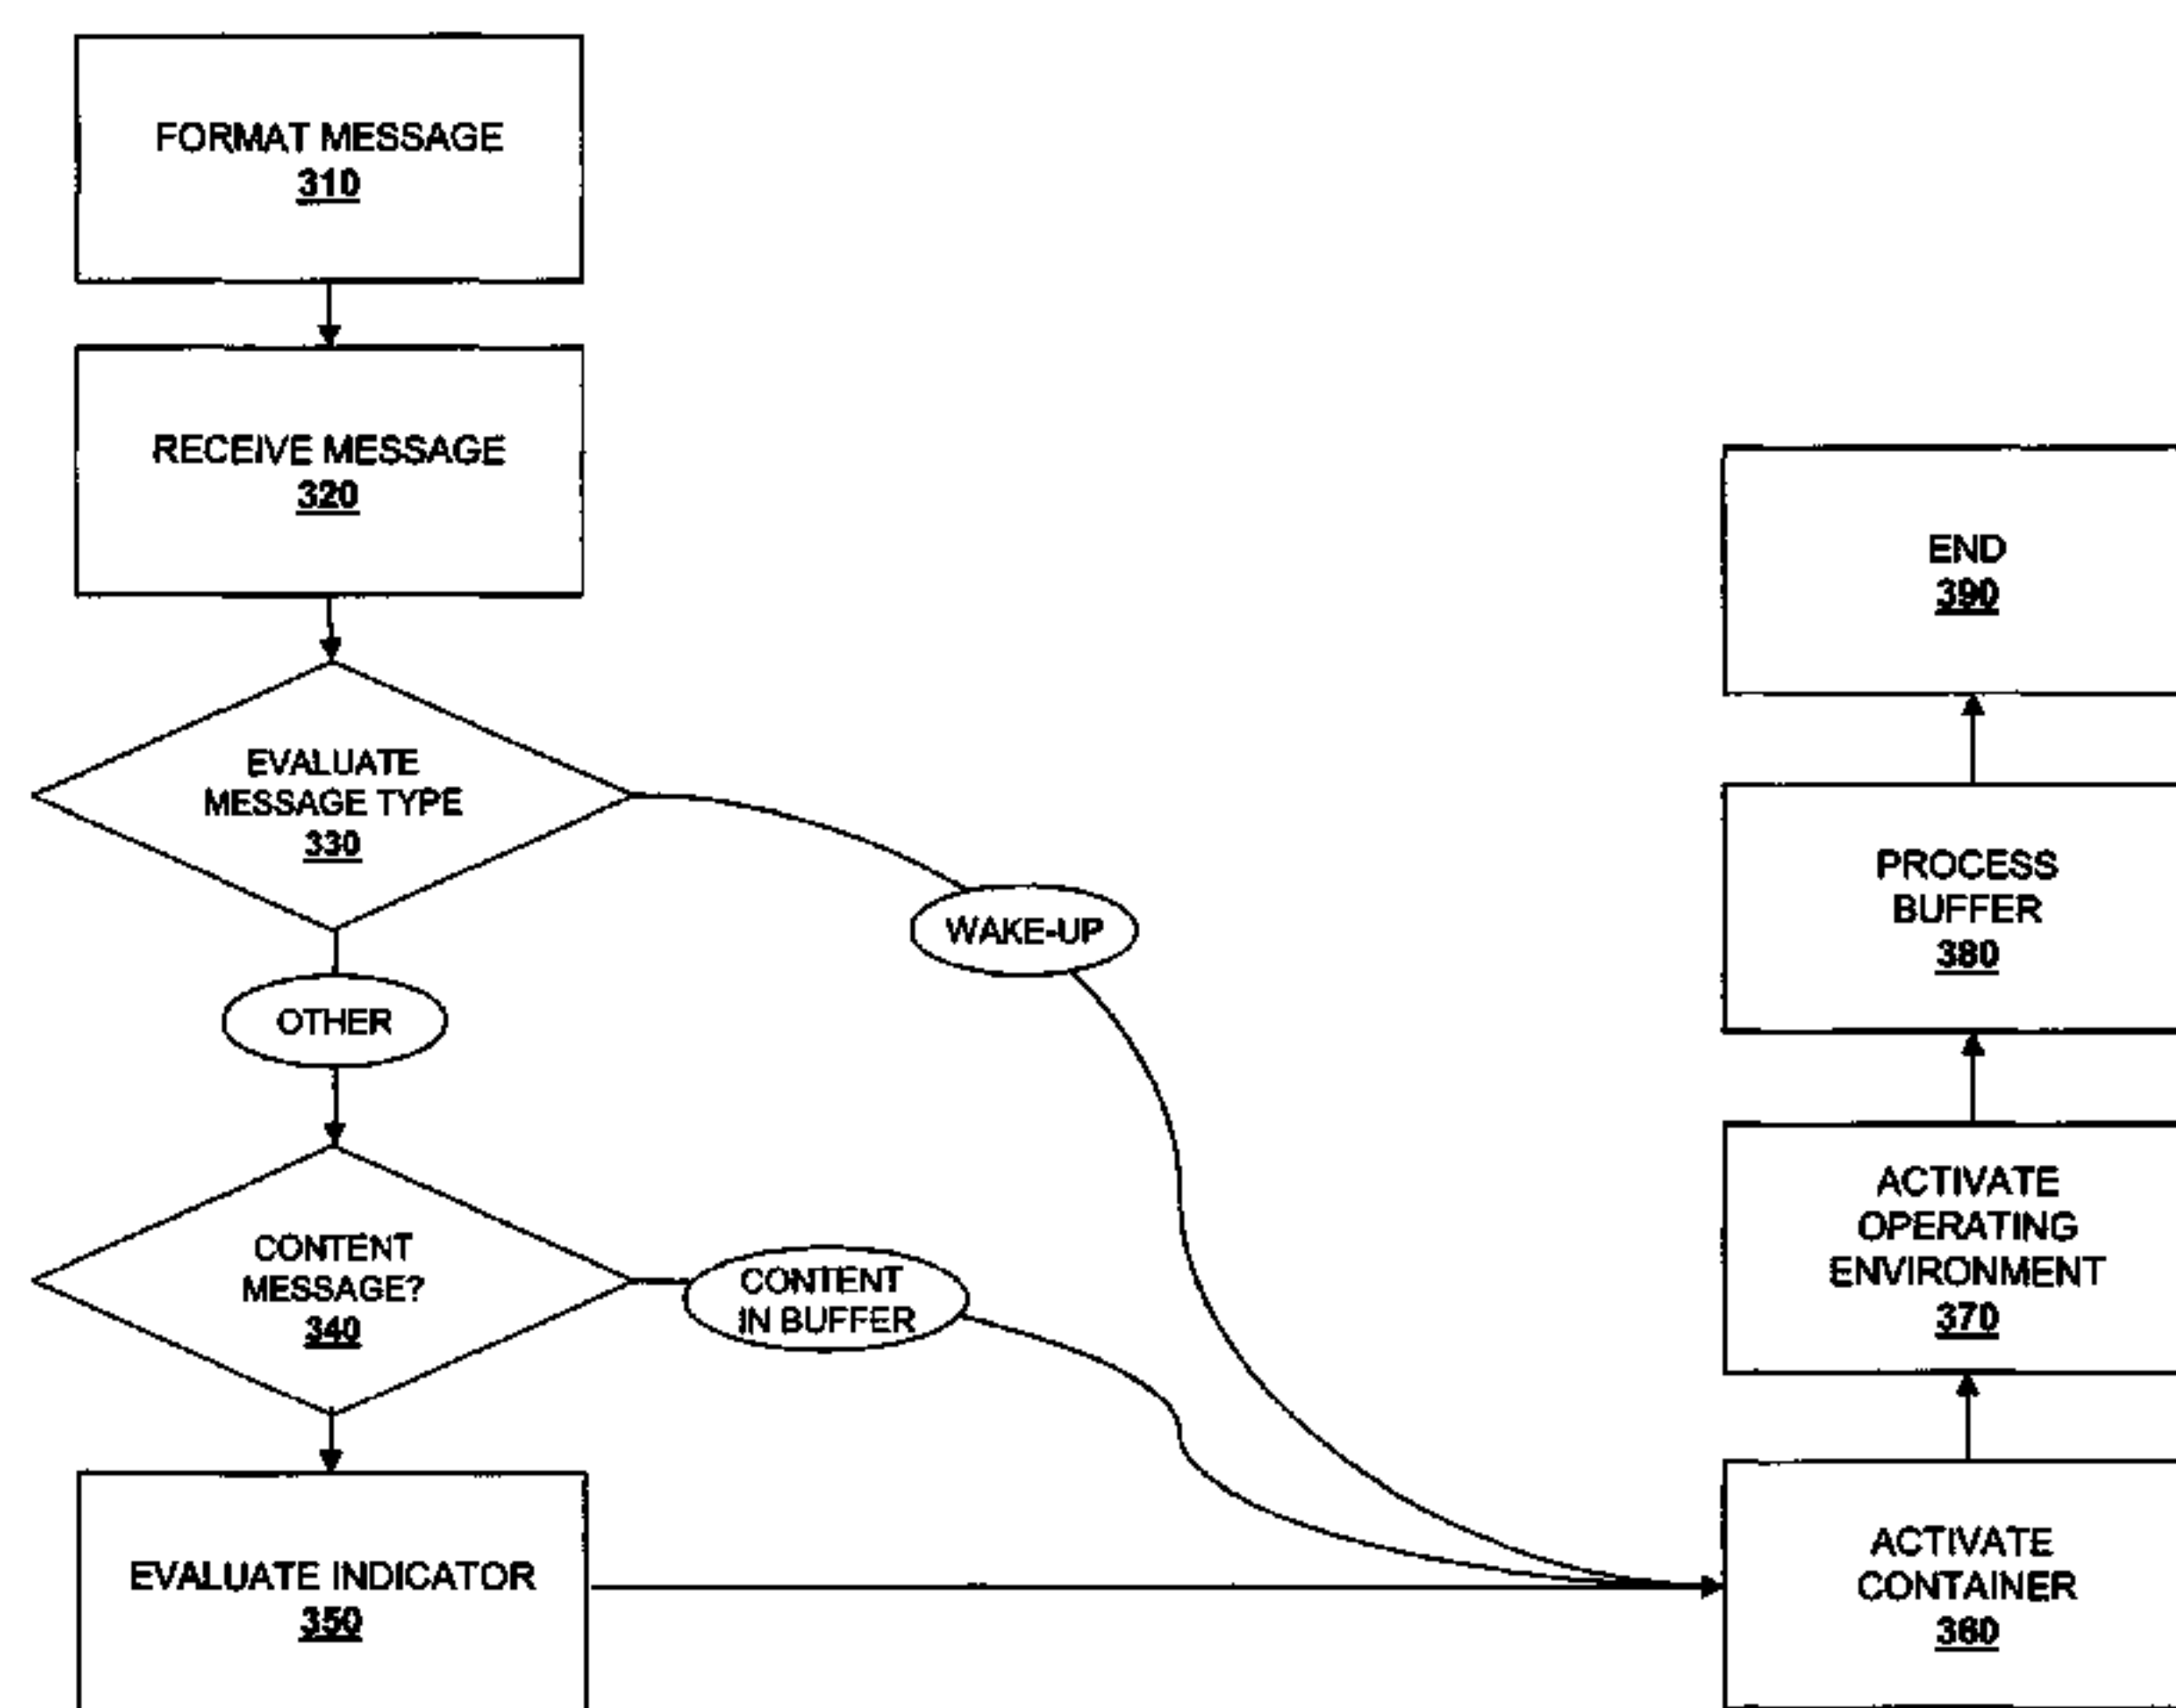 FORMAT MESSAGE
310
RECEIVE MESSAGE
320
EVALUATE
MESSAGE TYPE
330
WAKE-UP
OTHER
CONTENT
MESSAGE?
340
CONTENT
IN BUFFER
EVALUATE INDICATOR
350
ACTIVATE
CONTAINER
360
ACTIVATE
OPERATING
ENVIRONMENT
370
PROCESS
BUFFER
380
END
390